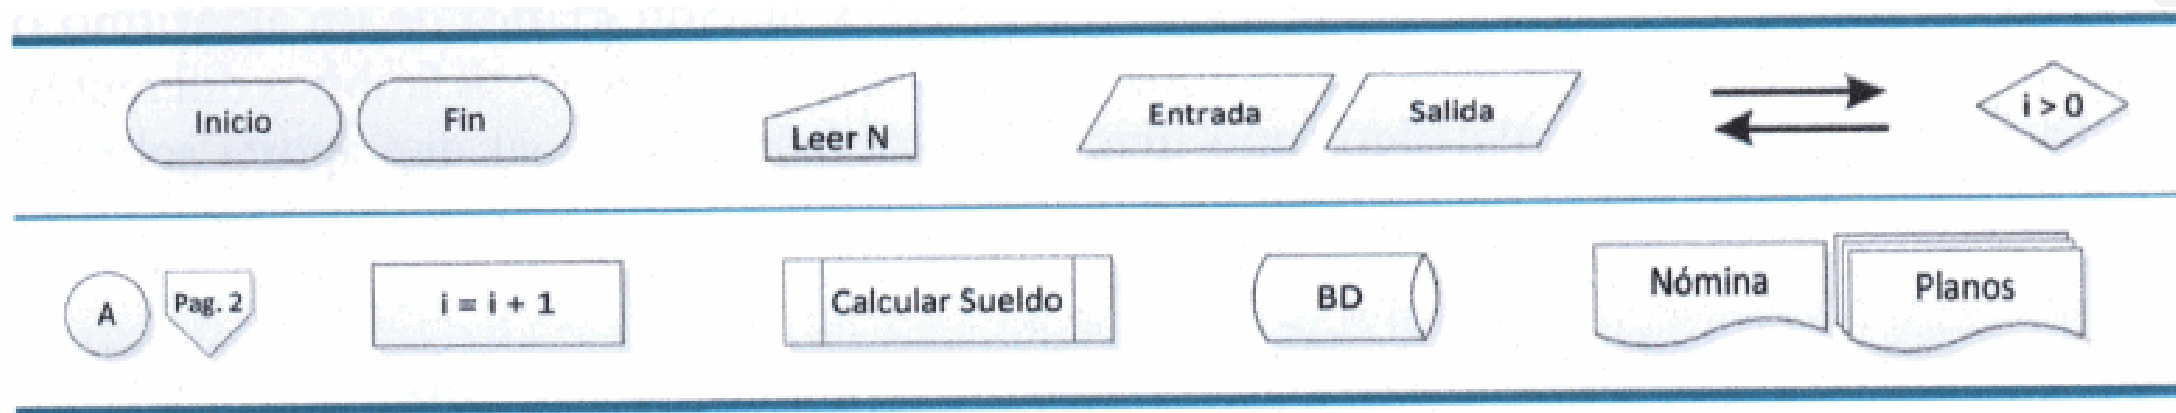 Inicio
Fin
Leer N
Entrada
Salida
i > 0
A
Pag. 2
i = i + 1
Calcular Sueldo
BD
Nómina
Planos